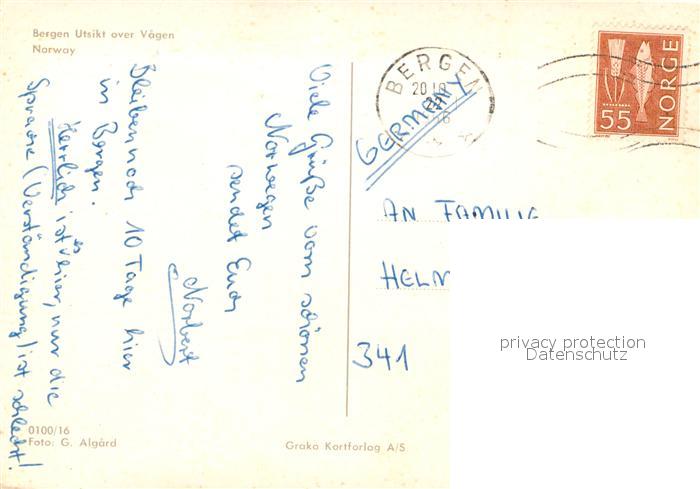 Bergen Utsikt over Vågen
Norway
Viele Grüße vom schönen
Norwegen
sendet Euch
Norbert
Bleiben noch 10 Tage hier
in Bergen.
Herrlich ist es hier, nur die
Sprache (Verständigung) ist schlecht!
0100/16
Foto: G. Algård
Grako Kortforlag A/S
BERGEN
20 10
NORGE
55
GERMANY
AN FAMILIE
HELM
341
privacy protection
Datenschutz